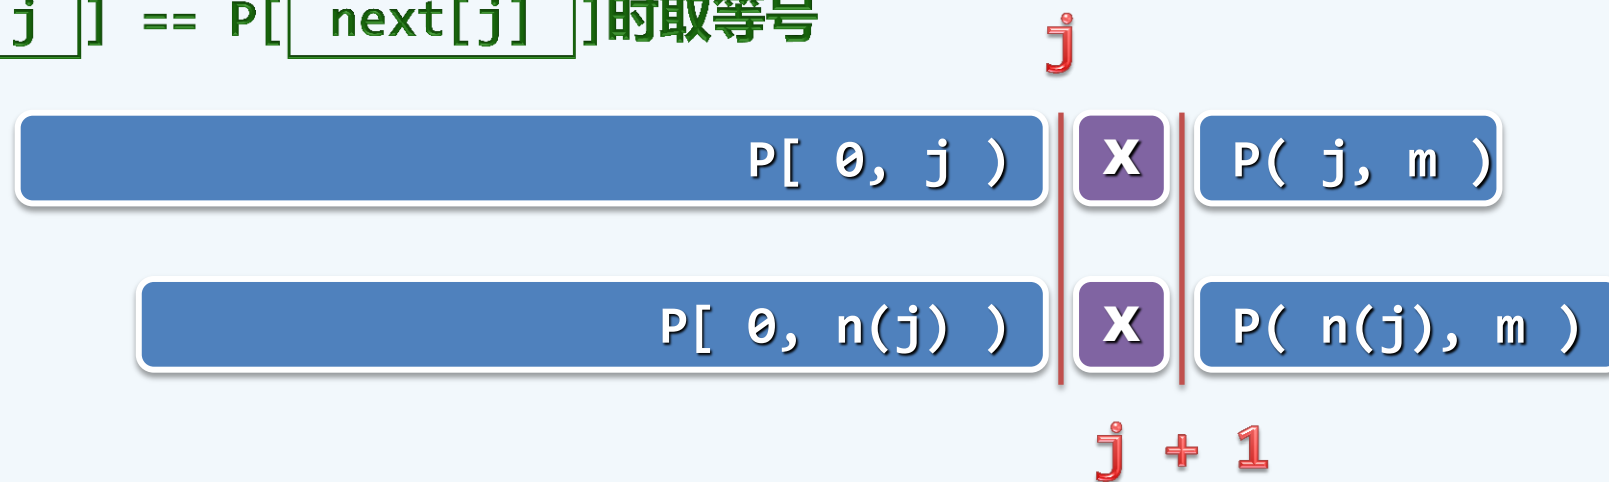 j ] == P[ next[j] ]时取等号
j
P[ 0, j ) X P( j, m )
P[ 0, n(j) ) X P( n(j), m )
j + 1